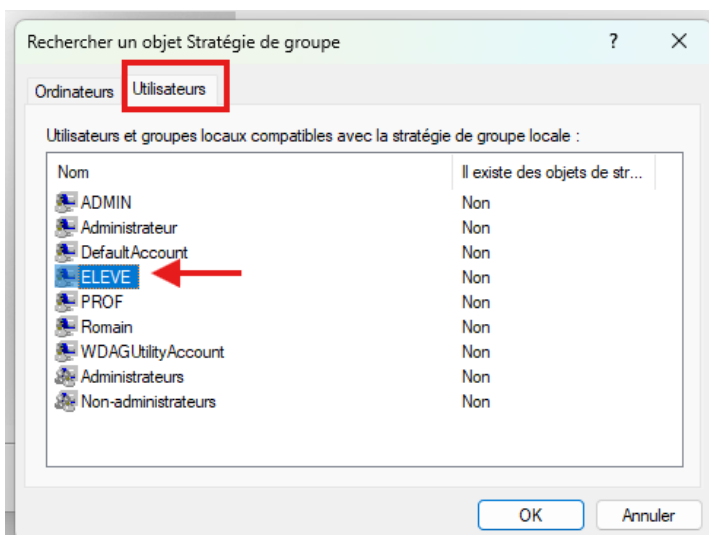 Rechercher un objet Stratégie de groupe ? ×
Ordinateurs Utilisateurs
Utilisateurs et groupes locaux compatibles avec la stratégie de groupe locale :
Nom Il existe des objets de str...
ADMIN Non
Administrateur Non
DefaultAccount Non
ELEVE Non
PROF Non
Romain Non
WDAGUtilityAccount Non
Administrateurs Non
Non-administrateurs Non
OK Annuler